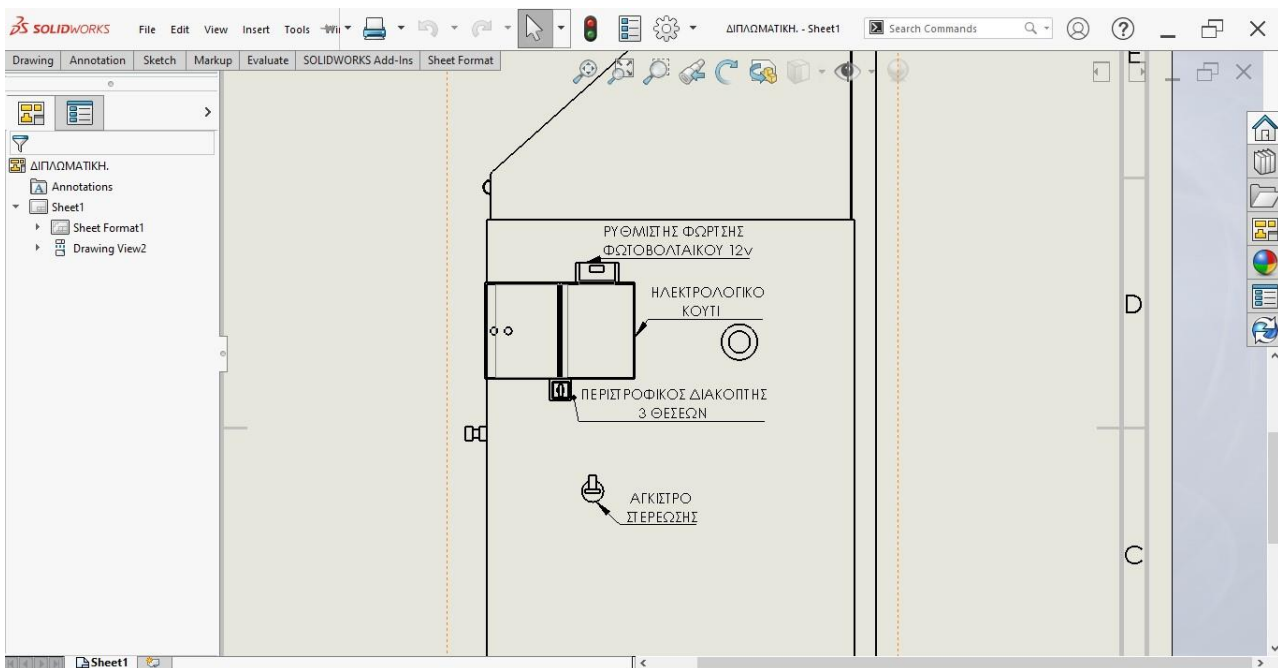 SOLIDWORKS File Edit View Insert Tools ΔΙΠΛΩΜΑΤΙΚΗ. - Sheet1 Search Commands
Drawing Annotation Sketch Markup Evaluate SOLIDWORKS Add-Ins Sheet Format
ΔΙΠΛΩΜΑΤΙΚΗ.
Annotations
Sheet1
Sheet Format1
Drawing View2
ΡΥΘΜΙΣΤΗΣ ΦΩΡΤΣΗΣ
ΦΩΤΟΒΟΛΤΑΙΚΟΥ 12v
ΗΛΕΚΤΡΟΛΟΓΙΚΟ
ΚΟΥΤΙ
ΠΕΡΙΣΤΡΟΦΙΚΟΣ ΔΙΑΚΟΠΤΗΣ
3 ΘΕΣΕΩΝ
ΑΓΚΙΣΤΡΟ
ΣΤΕΡΕΩΣΗΣ
E
D
C
Sheet1